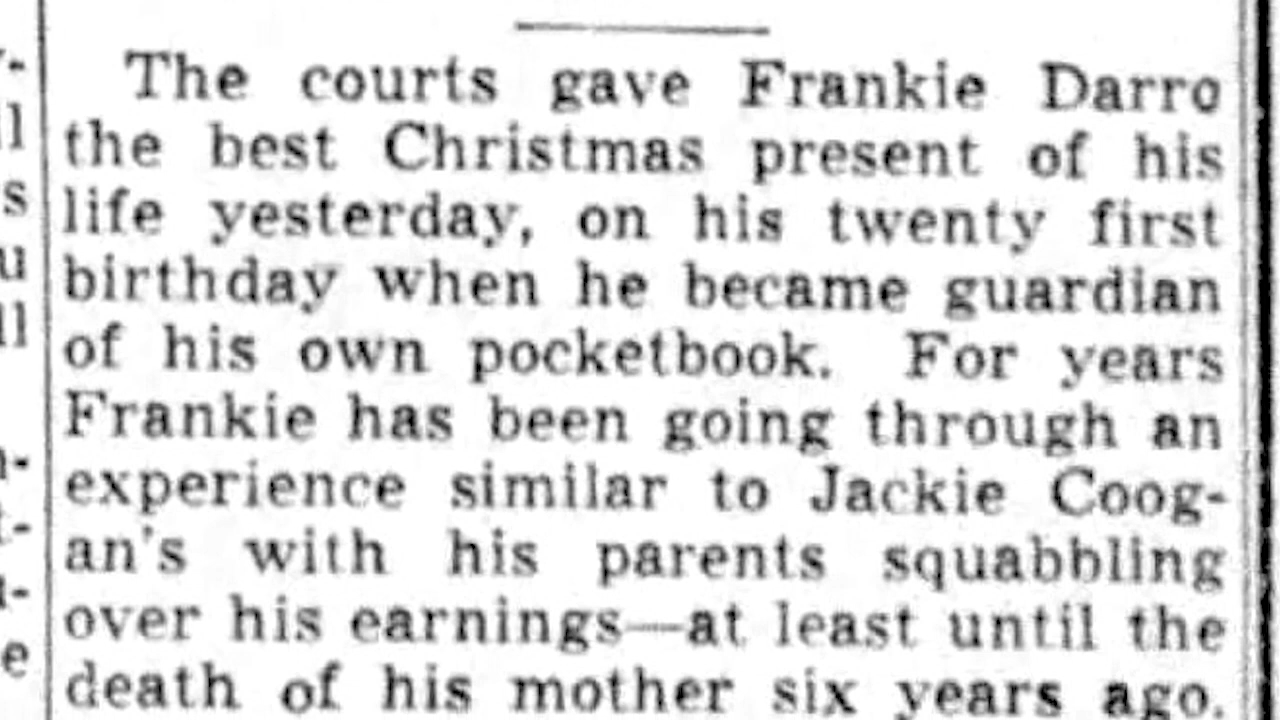 The courts gave Frankie Darro
the best Christmas present of his
life yesterday, on his twenty first
birthday when he became guardian
of his own pocketbook. For years
Frankie has been going through an
experience similar to Jackie Coog-
an's with his parents squabbling
over his earnings—at least until the
death of his mother six years ago.